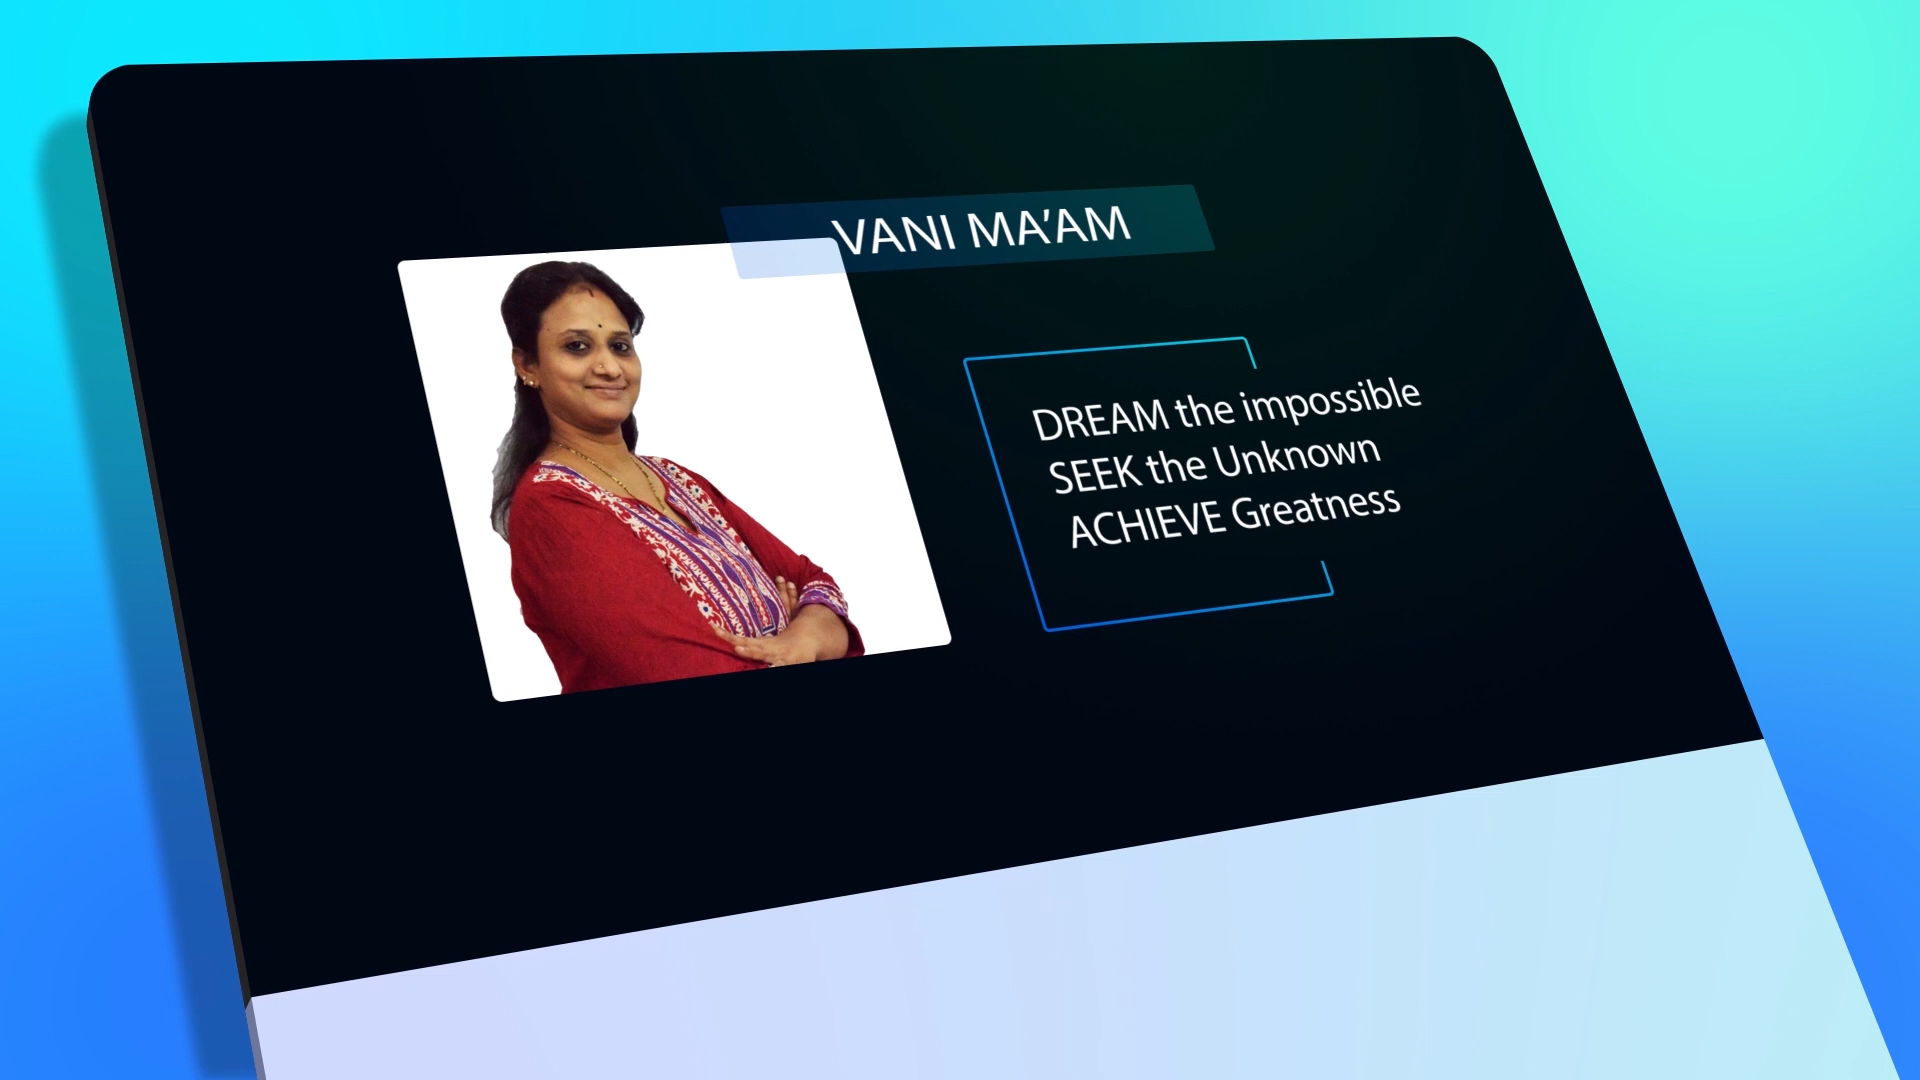 VANI MA’AM
DREAM the impossible
SEEK the Unknown
ACHIEVE Greatness